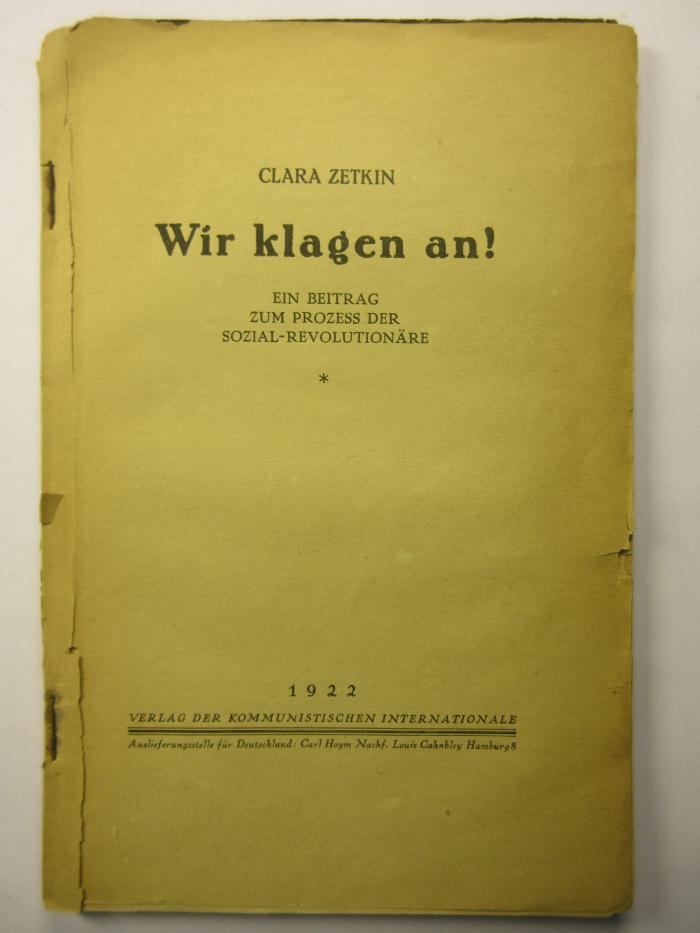 CLARA ZETKIN
Wir klagen an!
EIN BEITRAG
ZUM PROZESS DER
SOZIAL-REVOLUTIONÄRE
*
1922
VERLAG DER KOMMUNISTISCHEN INTERNATIONALE
Auslieferungsstelle für Deutschland: Carl Hoym Nachf. Louis Cahnbley Hamburg 8